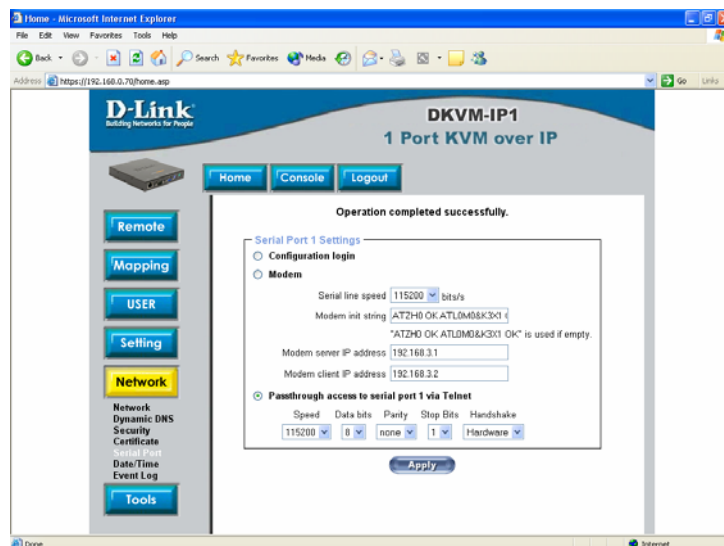 Home - Microsoft Internet Explorer
File Edit View Favorites Tools Help
Back Search Favorites Media
Address https://192.168.0.70/home.asp Go Links
D-Link
Building Networks for People
DKVM-IP1
1 Port KVM over IP
Home Console Logout
Remote
Mapping
USER
Setting
Network
Network
Dynamic DNS
Security
Certificate
Serial Port
Date/Time
Event Log
Tools
Operation completed successfully.
Serial Port 1 Settings
Configuration login
Modem
Serial line speed 115200 bits/s
Modem init string ATZH0 OK ATL0M0&K3X1 (
"ATZH0 OK ATL0M0&K3X1 OK" is used if empty.
Modem server IP address 192.168.3.1
Modem client IP address 192.168.3.2
Passthrough access to serial port 1 via Telnet
Speed Data bits Parity Stop Bits Handshake
115200 8 none 1 Hardware
Apply
Done Internet